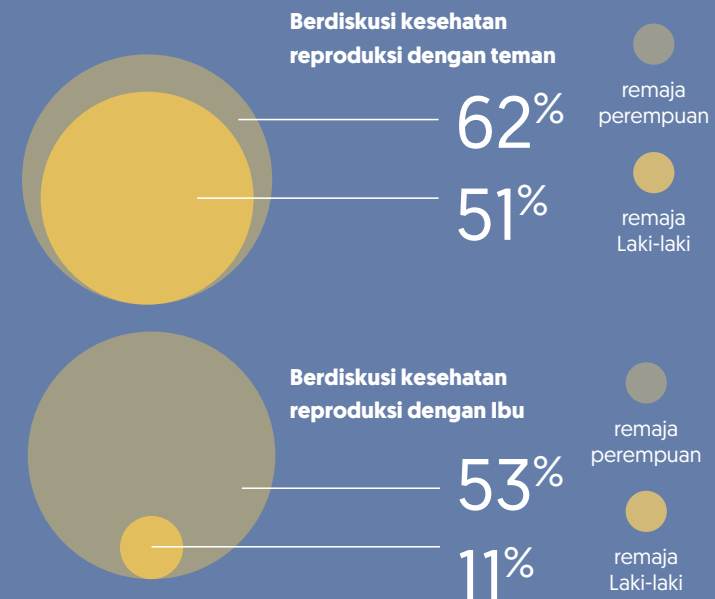 Berdiskusi kesehatan
reproduksi dengan teman
62%
51%
remaja
perempuan
remaja
Laki-laki
Berdiskusi kesehatan
reproduksi dengan Ibu
53%
11%
remaja
perempuan
remaja
Laki-laki